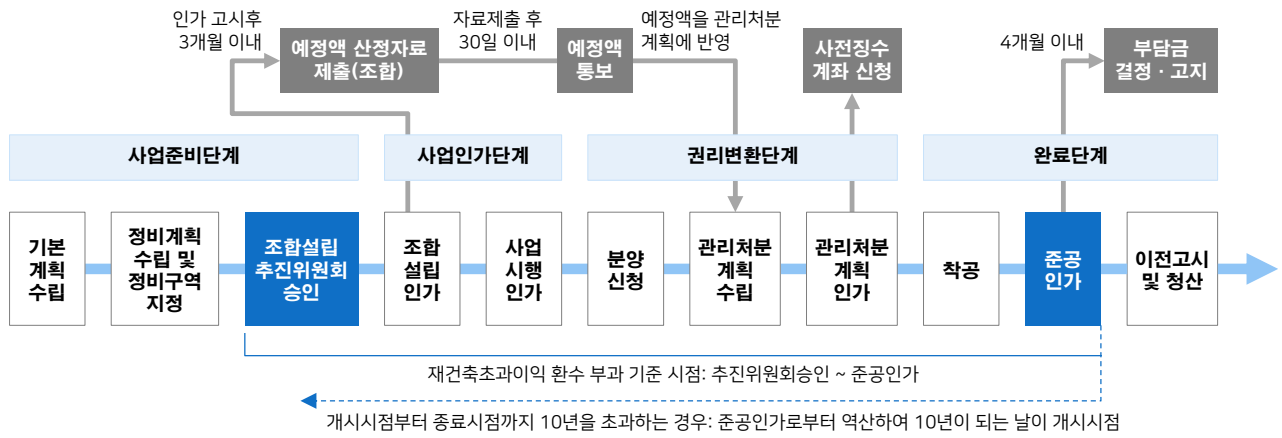 인가 고시후
3개월 이내
예정액 산정자료
제출(조합)
자료제출 후
30일 이내
예정액
통보
예정액을 관리처분
계획에 반영
사전징수
계좌 신청
4개월 이내
부담금
결정 · 고지
사업준비단계
사업인가단계
권리변환단계
완료단계
기본
계획
수립
정비계획
수립 및
정비구역
지정
조합설립
추진위원회
승인
조합
설립
인가
사업
시행
인가
분양
신청
관리처분
계획
수립
관리처분
계획
인가
착공
준공
인가
이전고시
및 청산
재건축초과이익 환수 부과 기준 시점: 추진위원회승인 ~ 준공인가
개시시점부터 종료시점까지 10년을 초과하는 경우: 준공인가로부터 역산하여 10년이 되는 날이 개시시점